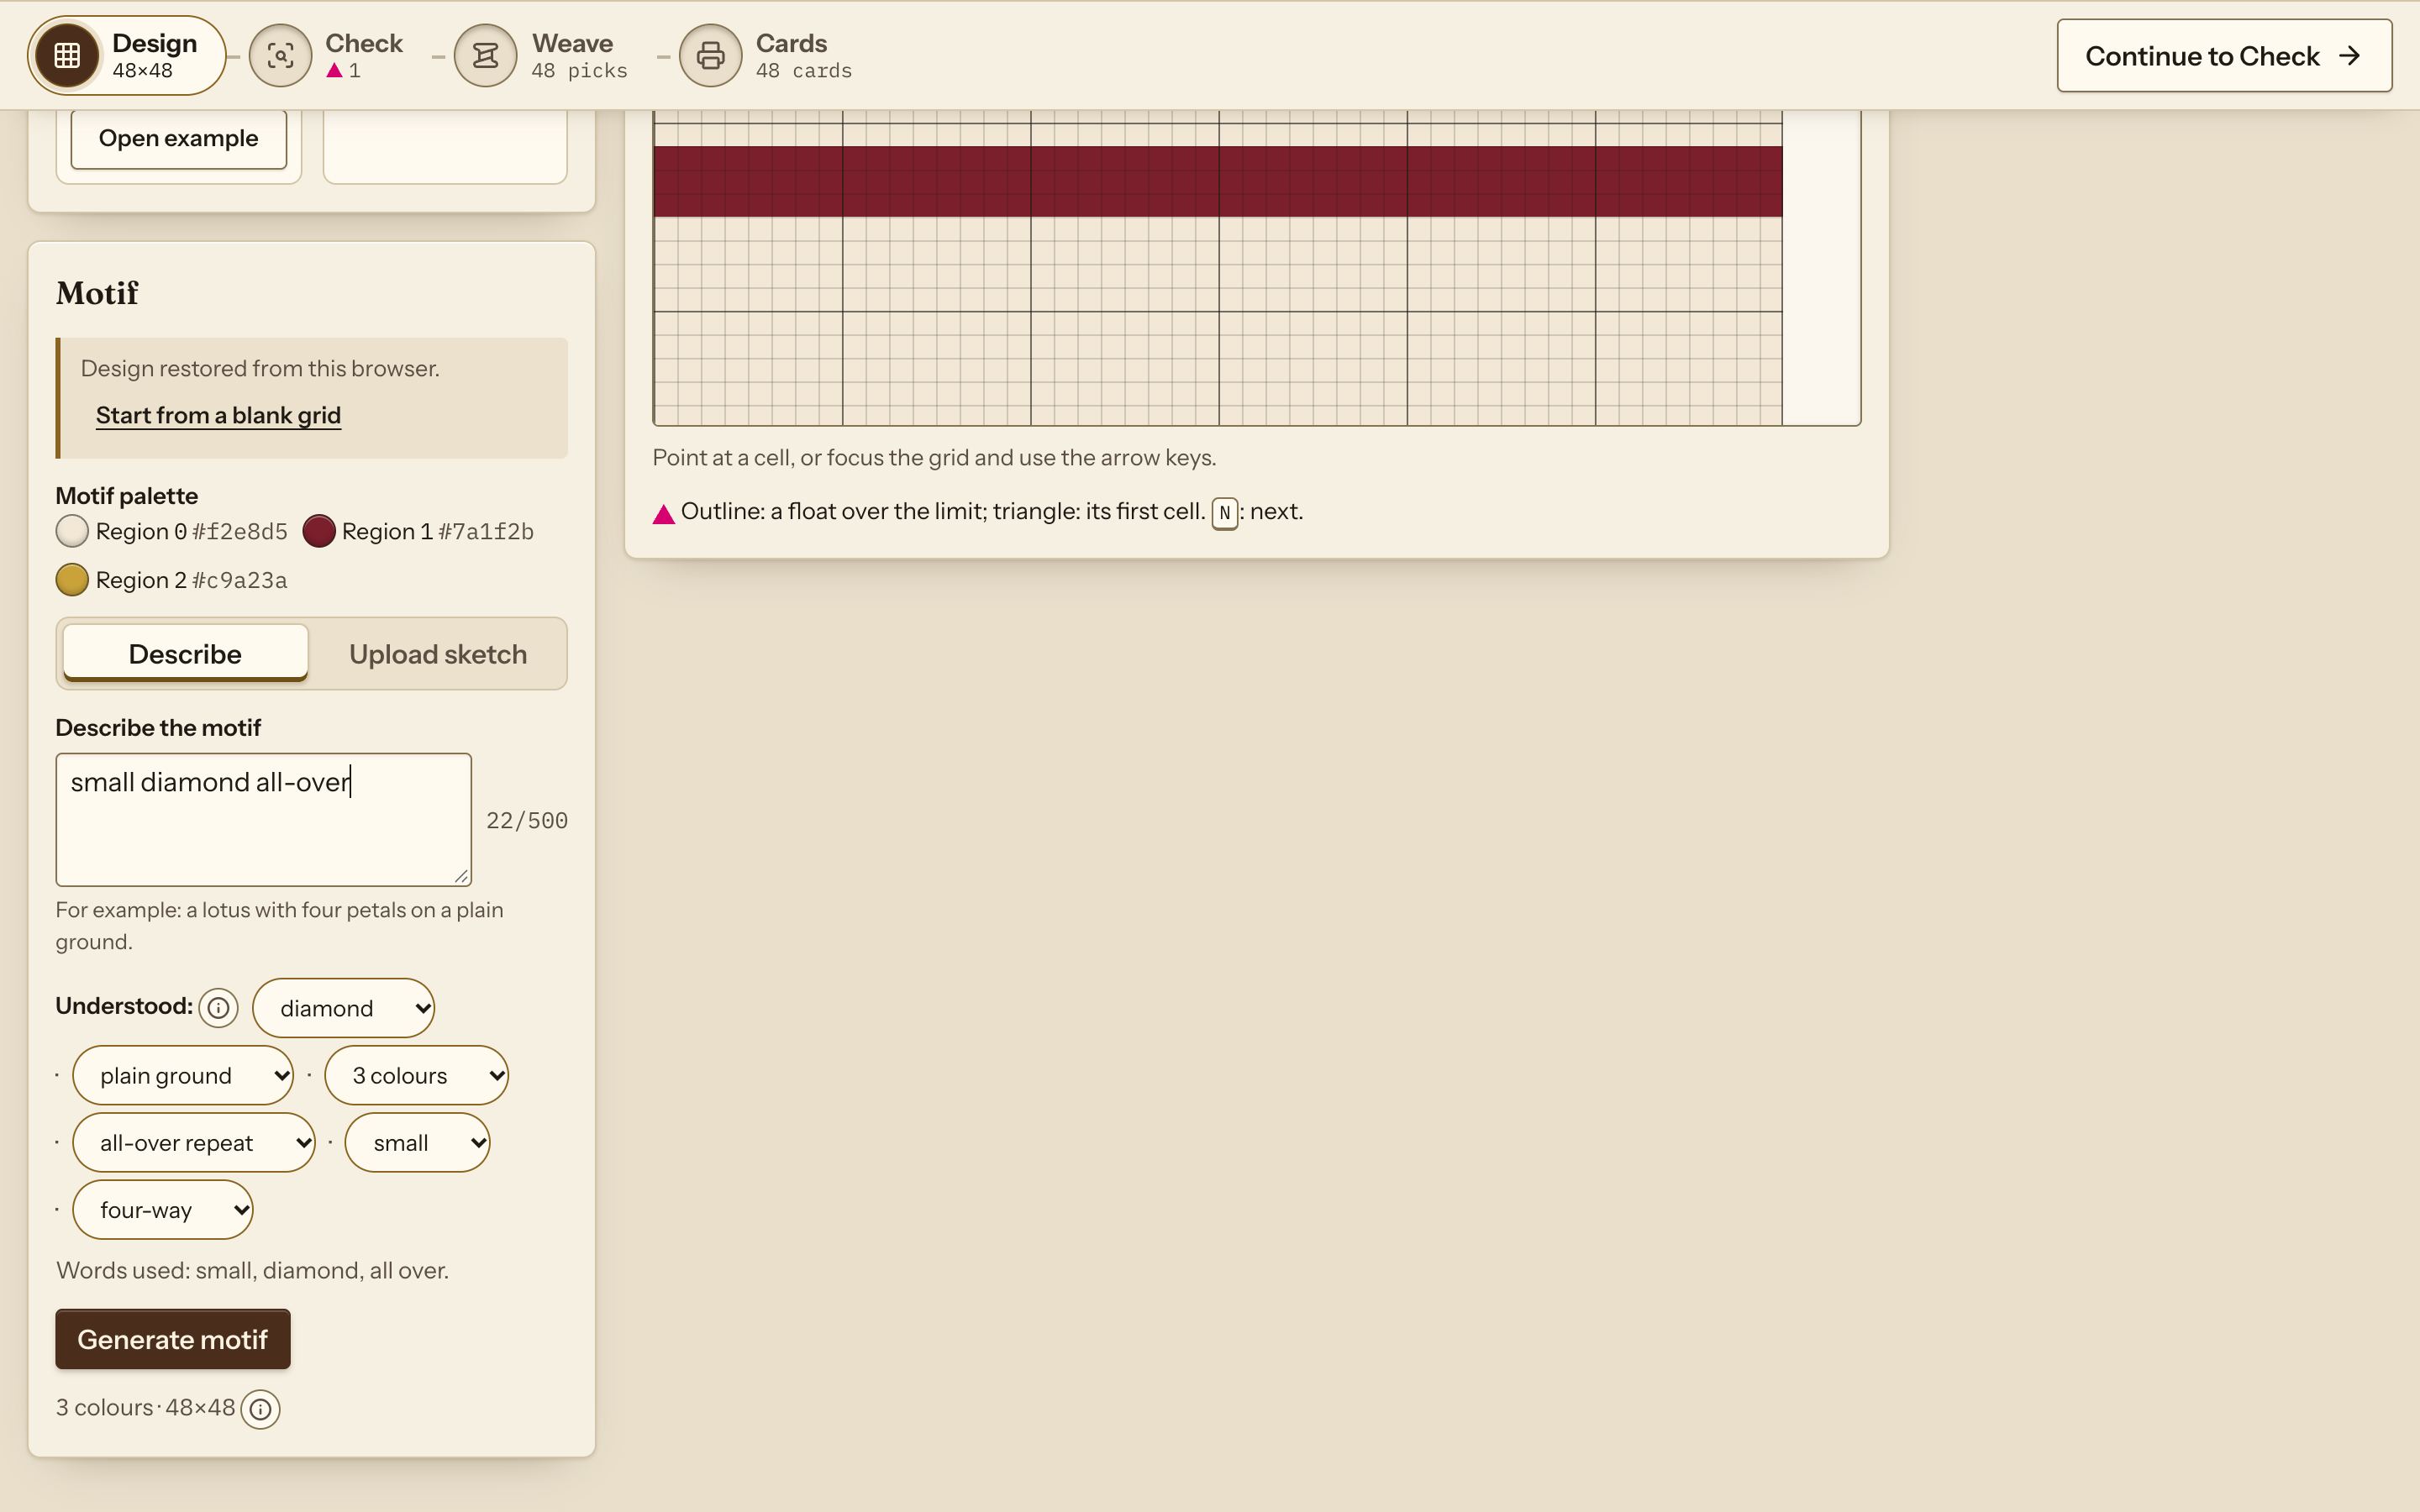 Design
48×48
Check
1
Weave
48 picks
Cards
48 cards
Continue to Check
Open example
Motif
Design restored from this browser.
Start from a blank grid
Motif palette
Region 0 #f2e8d5 Region 1 #7a1f2b
Region 2 #c9a23a
Describe Upload sketch
Describe the motif
small diamond all-over
22/500
For example: a lotus with four petals on a plain
ground.
Understood: diamond
· plain ground · 3 colours
· all-over repeat · small
· four-way
Words used: small, diamond, all over.
Generate motif
3 colours · 48×48
Point at a cell, or focus the grid and use the arrow keys.
Outline: a float over the limit; triangle: its first cell. N : next.